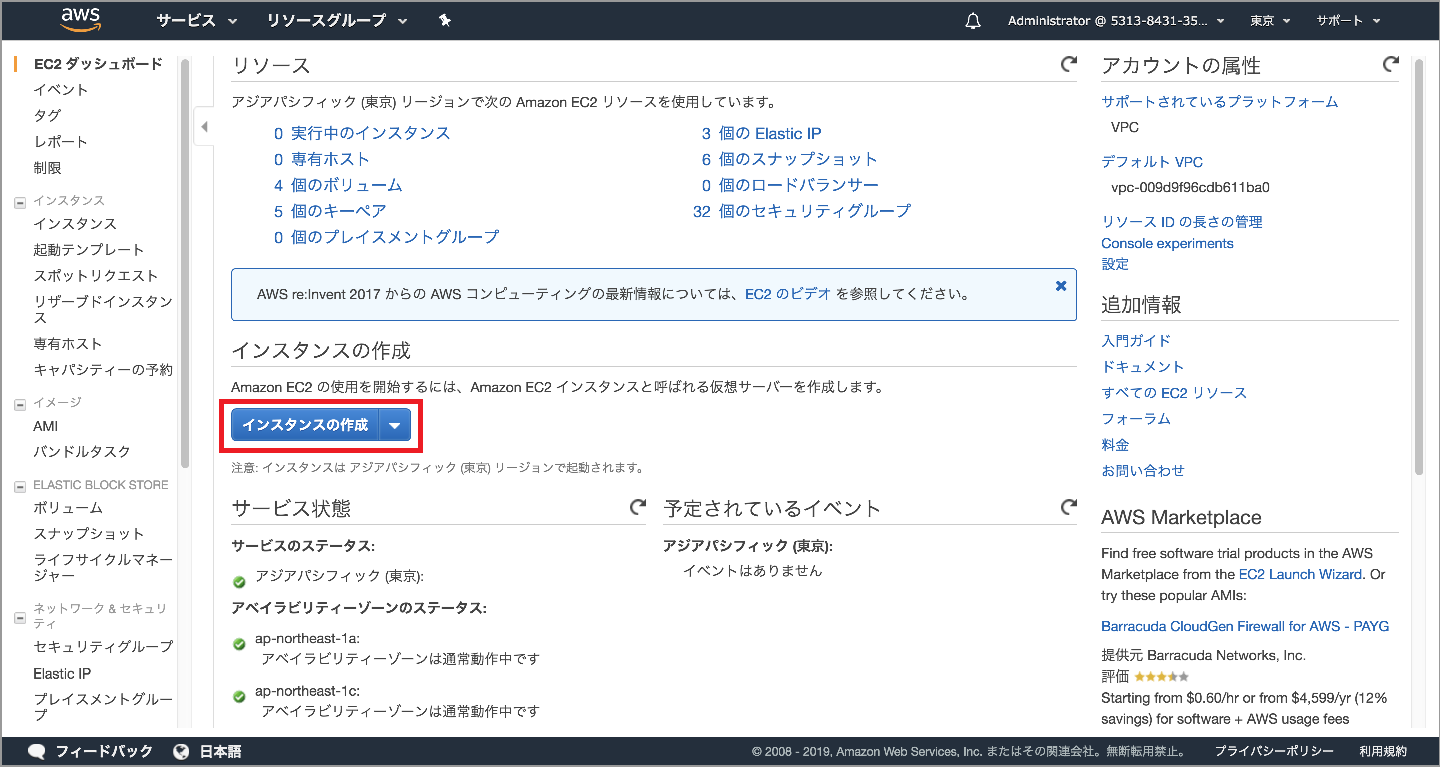 aws
サービス
リソースグループ
Administrator @ 5313-8431-35...
東京
サポート
EC2 ダッシュボード
イベント
タグ
レポート
制限
インスタンス
インスタンス
起動テンプレート
スポットリクエスト
リザーブドインスタン
ス
専有ホスト
キャパシティーの予約
イメージ
AMI
バンドルタスク
ELASTIC BLOCK STORE
ボリューム
スナップショット
ライフサイクルマネー
ジャー
ネットワーク & セキュリ
ティ
セキュリティグループ
Elastic IP
プレイスメントグルー
プ
リソース
アジアパシフィック (東京) リージョンで次の Amazon EC2 リソースを使用しています。
0 実行中のインスタンス
0 専有ホスト
4 個のボリューム
5 個のキーペア
0 個のプレイスメントグループ
3 個の Elastic IP
6 個のスナップショット
0 個のロードバランサー
32 個のセキュリティグループ
AWS re:Invent 2017 からの AWS コンピューティングの最新情報については、EC2 のビデオ を参照してください。
インスタンスの作成
Amazon EC2 の使用を開始するには、Amazon EC2 インスタンスと呼ばれる仮想サーバーを作成します。
インスタンスの作成
注意: インスタンスは アジアパシフィック (東京) リージョンで起動されます。
サービス状態
サービスのステータス:
アジアパシフィック (東京):
アベイラビリティーゾーンのステータス:
ap-northeast-1a:
アベイラビリティーゾーンは通常動作中です
ap-northeast-1c:
アベイラビリティーゾーンは通常動作中です
予定されているイベント
アジアパシフィック (東京):
イベントはありません
アカウントの属性
サポートされているプラットフォーム
VPC
デフォルト VPC
vpc-009d9f96cdb611ba0
リソース ID の長さの管理
Console experiments
設定
追加情報
入門ガイド
ドキュメント
すべての EC2 リソース
フォーラム
料金
お問い合わせ
AWS Marketplace
Find free software trial products in the AWS
Marketplace from the EC2 Launch Wizard. Or
try these popular AMIs:
Barracuda CloudGen Firewall for AWS - PAYG
提供元 Barracuda Networks, Inc.
評価
Starting from $0.60/hr or from $4,599/yr (12%
savings) for software + AWS usage fees
フィードバック
日本語
© 2008 - 2019, Amazon Web Services, Inc. またはその関連会社。無断転用禁止。
プライバシーポリシー
利用規約